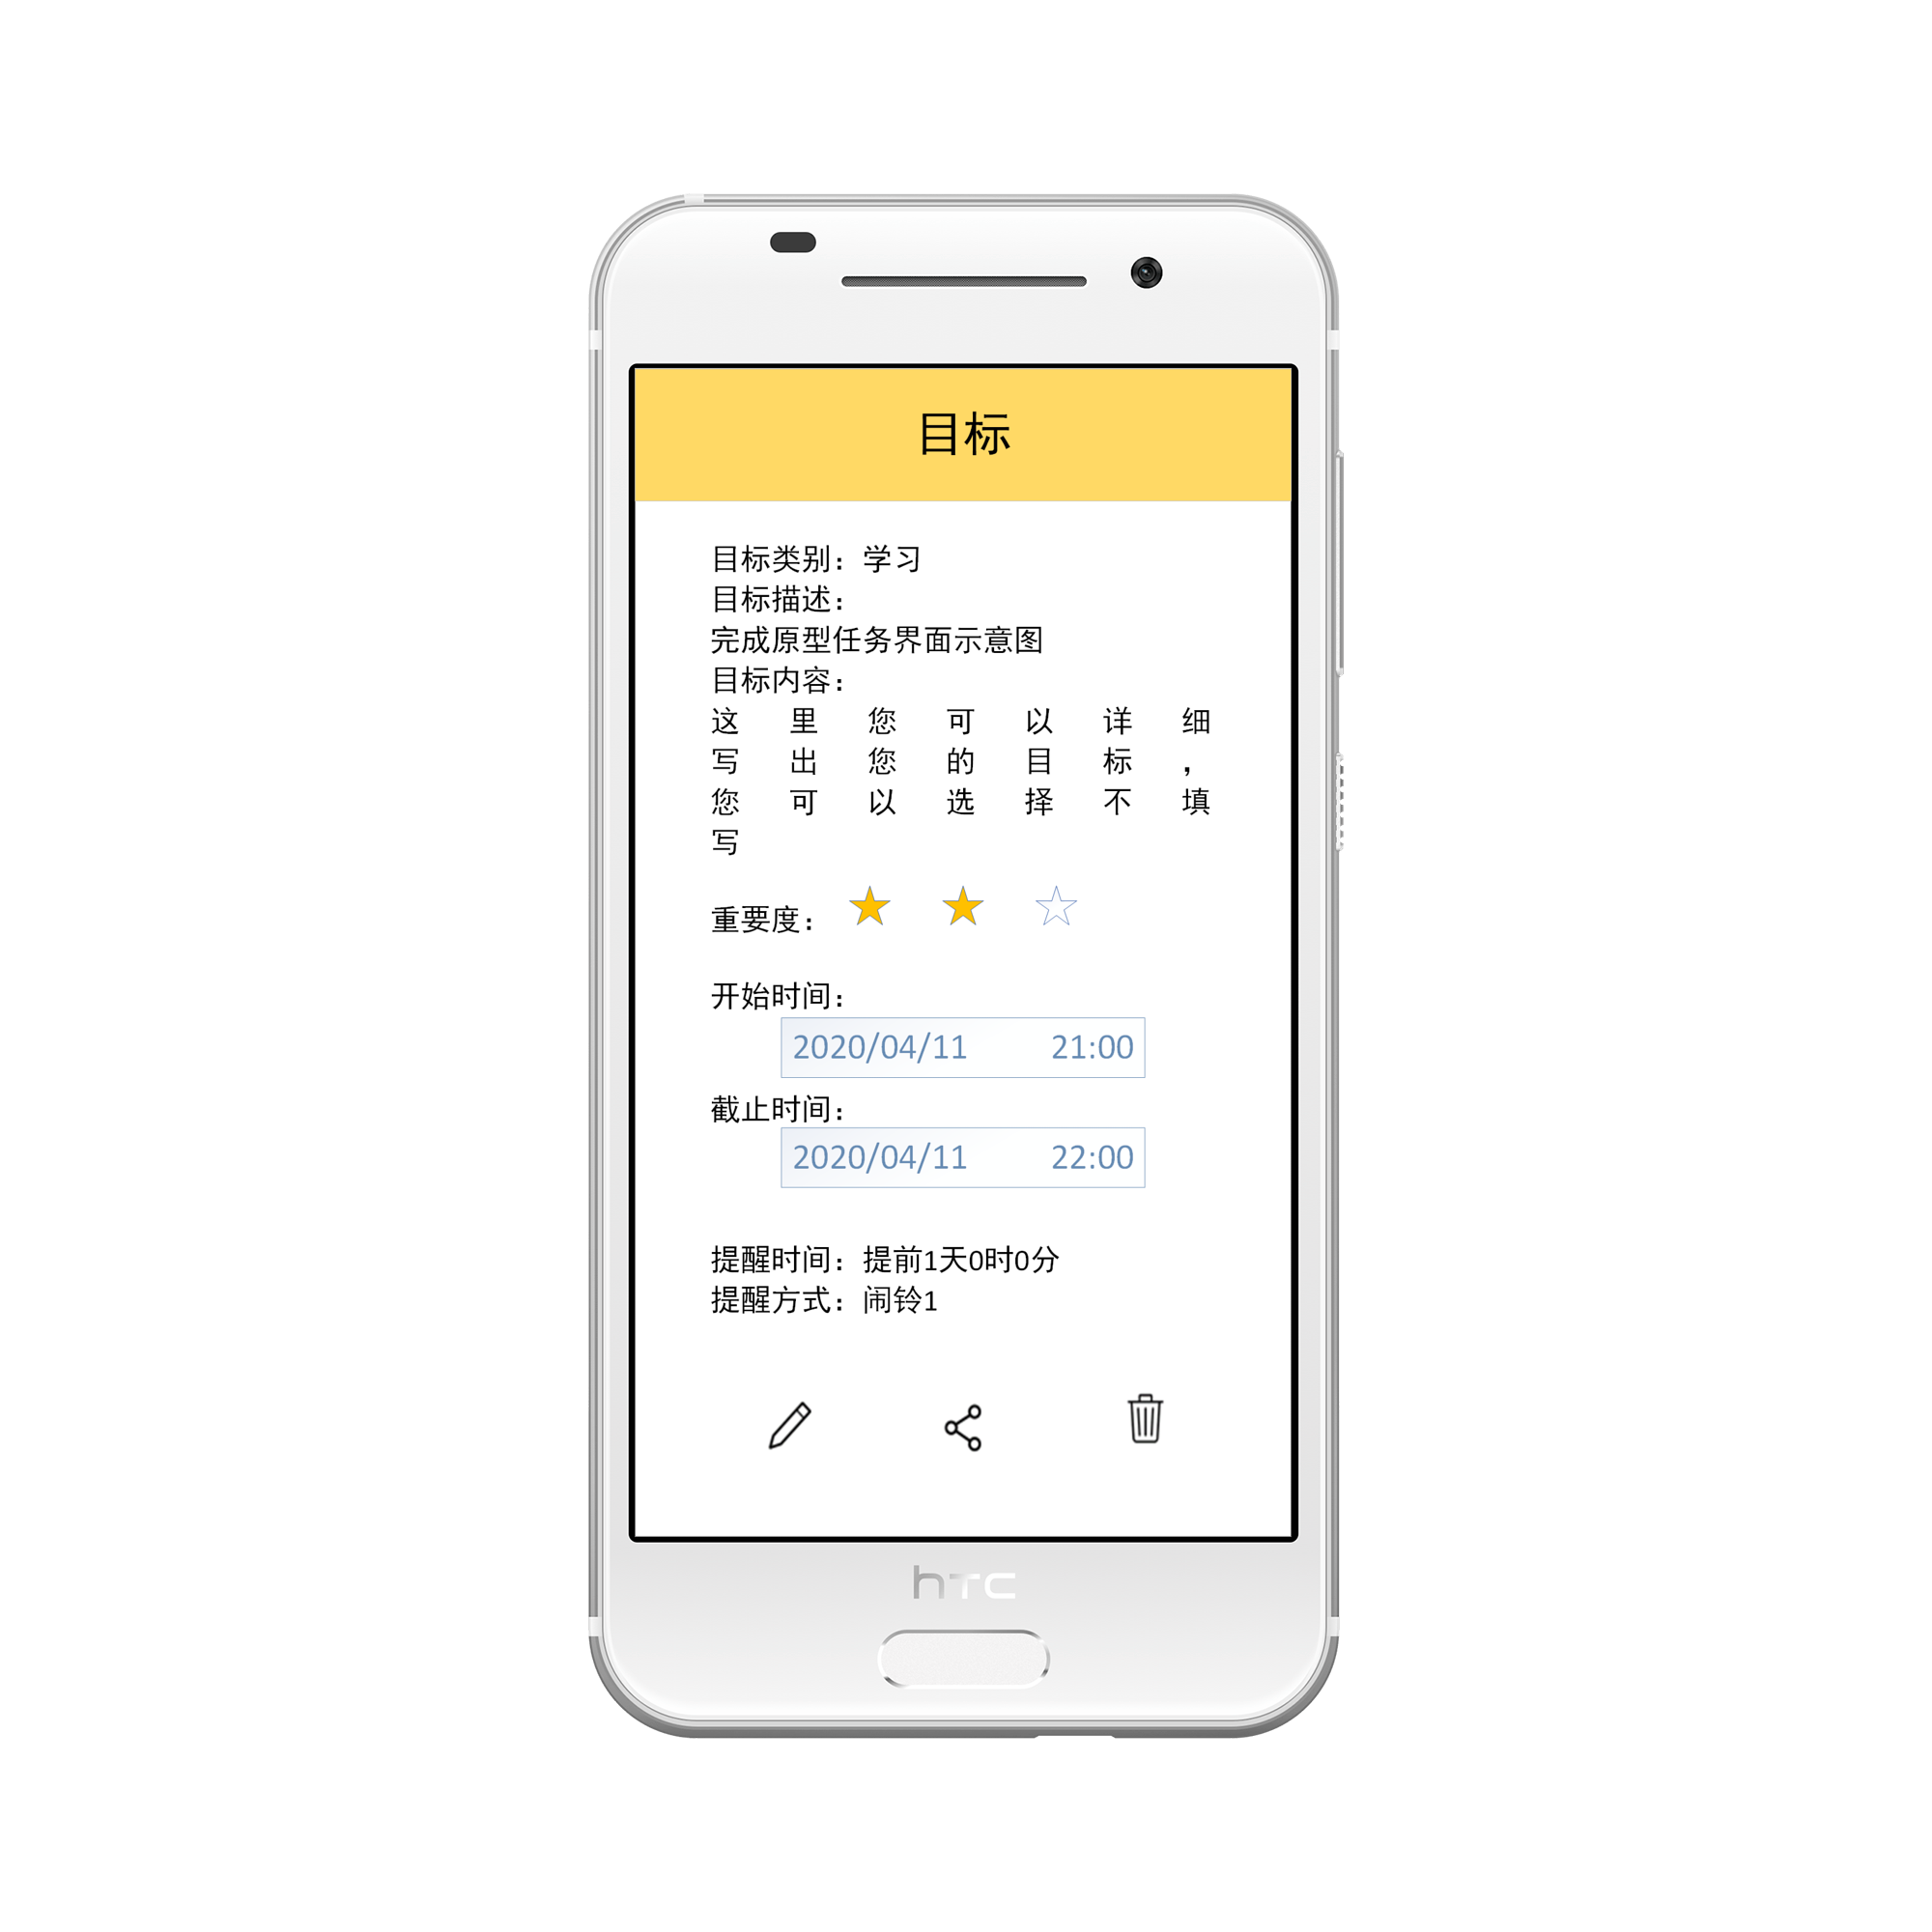 目标
目标类别：学习
目标描述：
完成原型任务界面示意图
目标内容：
这里您可以详细
写出您的目标，
您可以选择不填
写
重要度：
开始时间：
2020/04/11 21:00
截止时间：
2020/04/11 22:00
提醒时间：提前1天0时0分
提醒方式：闹铃1
hTC